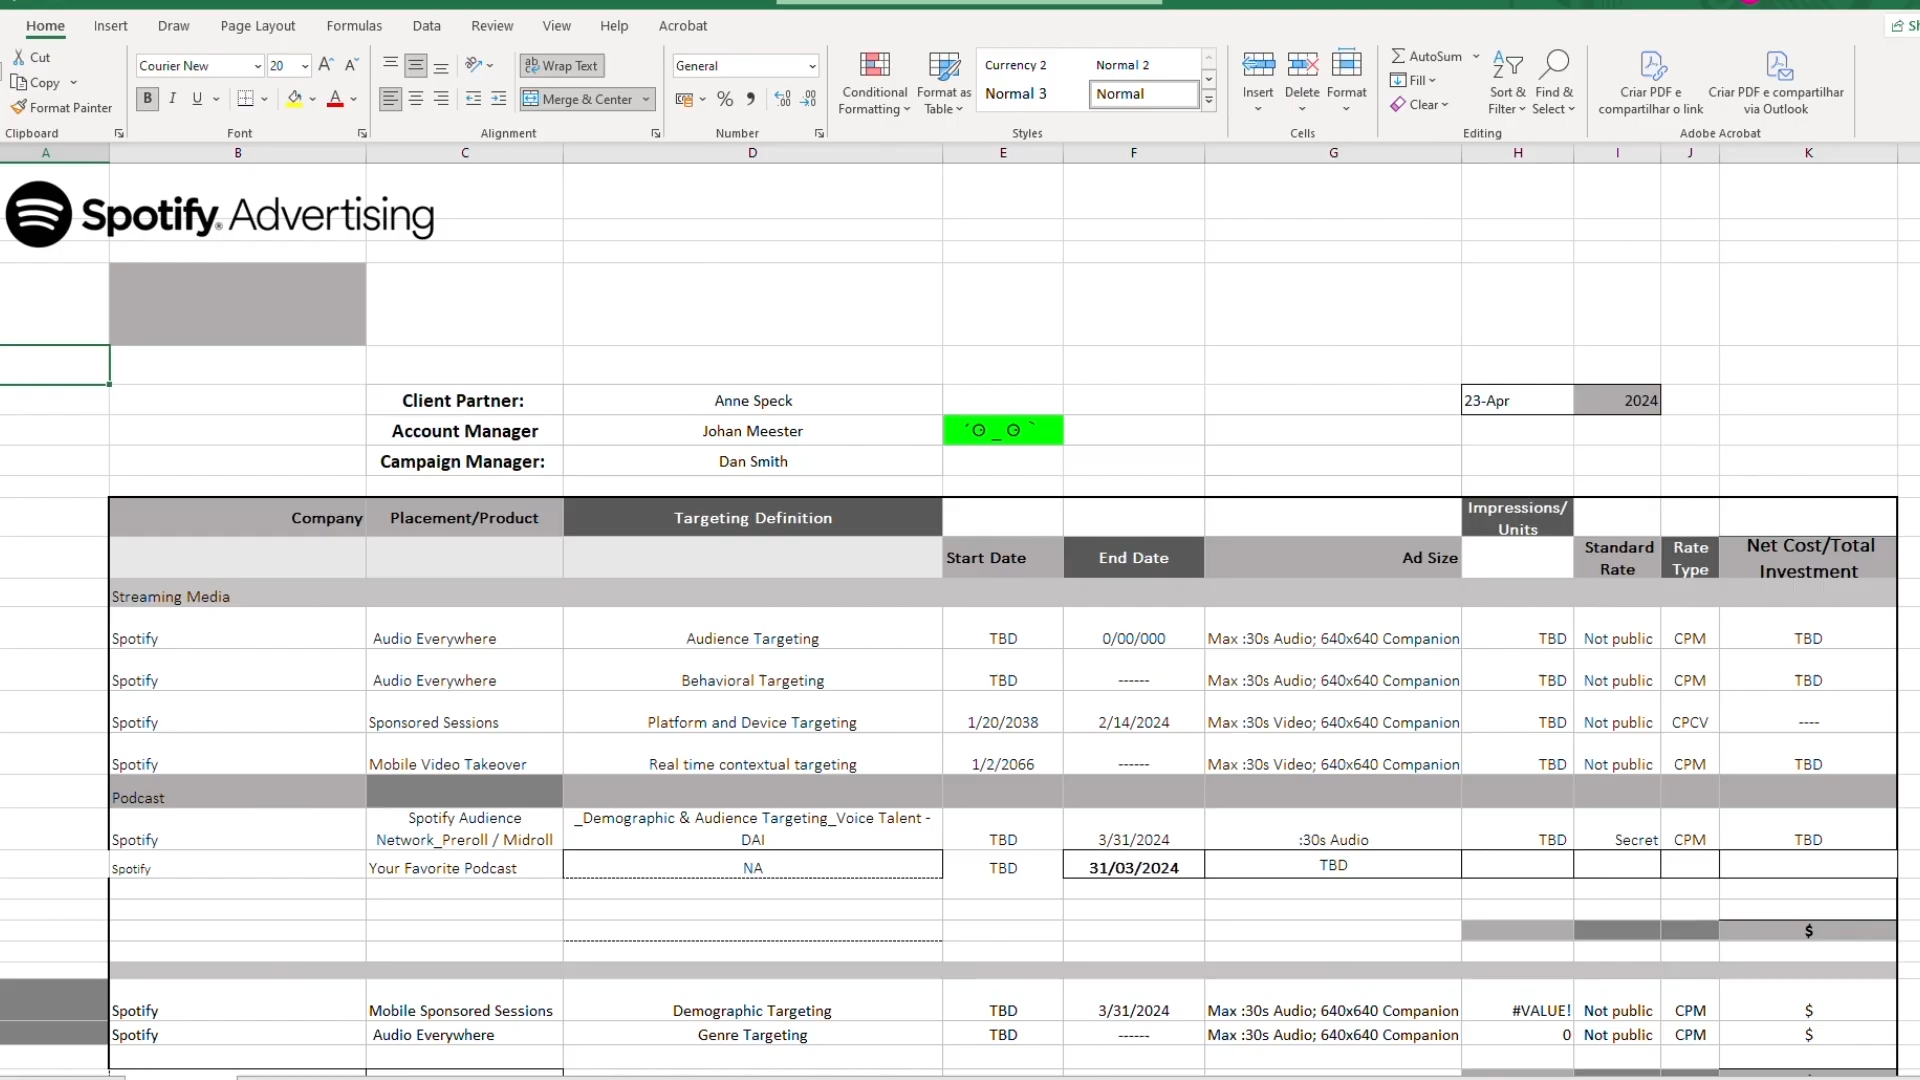 Home Insert Draw Page Layout Formulas Data Review View Help Acrobat
Cut
Copy
Format Painter
Clipboard
Courier New 20
B I U
Font
Wrap Text
Merge & Center
Alignment
General
Number
Conditional Formatting
Format as Table
Currency 2 Normal 2
Normal 3 Normal
Styles
Insert Delete Format
Cells
AutoSum
Fill
Clear
Sort & Filter
Find & Select
Editing
Criar PDF e compartilhar o link
Criar PDF e compartilhar via Outlook
Adobe Acrobat
A B C D E F G H I J K
Spotify Advertising
Client Partner: Anne Speck 23-Apr 2024
Account Manager Johan Meester ´⊙_⊙`
Campaign Manager: Dan Smith
Company Placement/Product Targeting Definition Impressions/ Units
Start Date End Date Ad Size Standard Rate Rate Type Net Cost/Total Investment
Streaming Media
Spotify Audio Everywhere Audience Targeting TBD 0/00/000 Max :30s Audio; 640x640 Companion TBD Not public CPM TBD
Spotify Audio Everywhere Behavioral Targeting TBD ------ Max :30s Audio; 640x640 Companion TBD Not public CPM TBD
Spotify Sponsored Sessions Platform and Device Targeting 1/20/2038 2/14/2024 Max :30s Video; 640x640 Companion TBD Not public CPCV ----
Spotify Mobile Video Takeover Real time contextual targeting 1/2/2066 ------ Max :30s Video; 640x640 Companion TBD Not public CPM TBD
Podcast
Spotify Spotify Audience Network_Preroll / Midroll _Demographic & Audience Targeting_Voice Talent - DAI TBD 3/31/2024 :30s Audio TBD Secret CPM TBD
Spotify Your Favorite Podcast NA TBD 31/03/2024 TBD
$
Spotify Mobile Sponsored Sessions Demographic Targeting TBD 3/31/2024 Max :30s Audio; 640x640 Companion #VALUE! Not public CPM $
Spotify Audio Everywhere Genre Targeting TBD ------ Max :30s Audio; 640x640 Companion 0 Not public CPM $